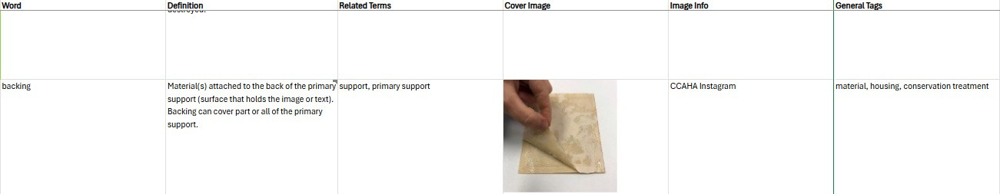 Word Definition Related Terms Cover Image Image Info General Tags
destroyed.
backing
Material(s) attached to the back of the primary
support (surface that holds the image or text).
Backing can cover part or all of the primary
support.
support, primary support
CCAHA Instagram
material, housing, conservation treatment